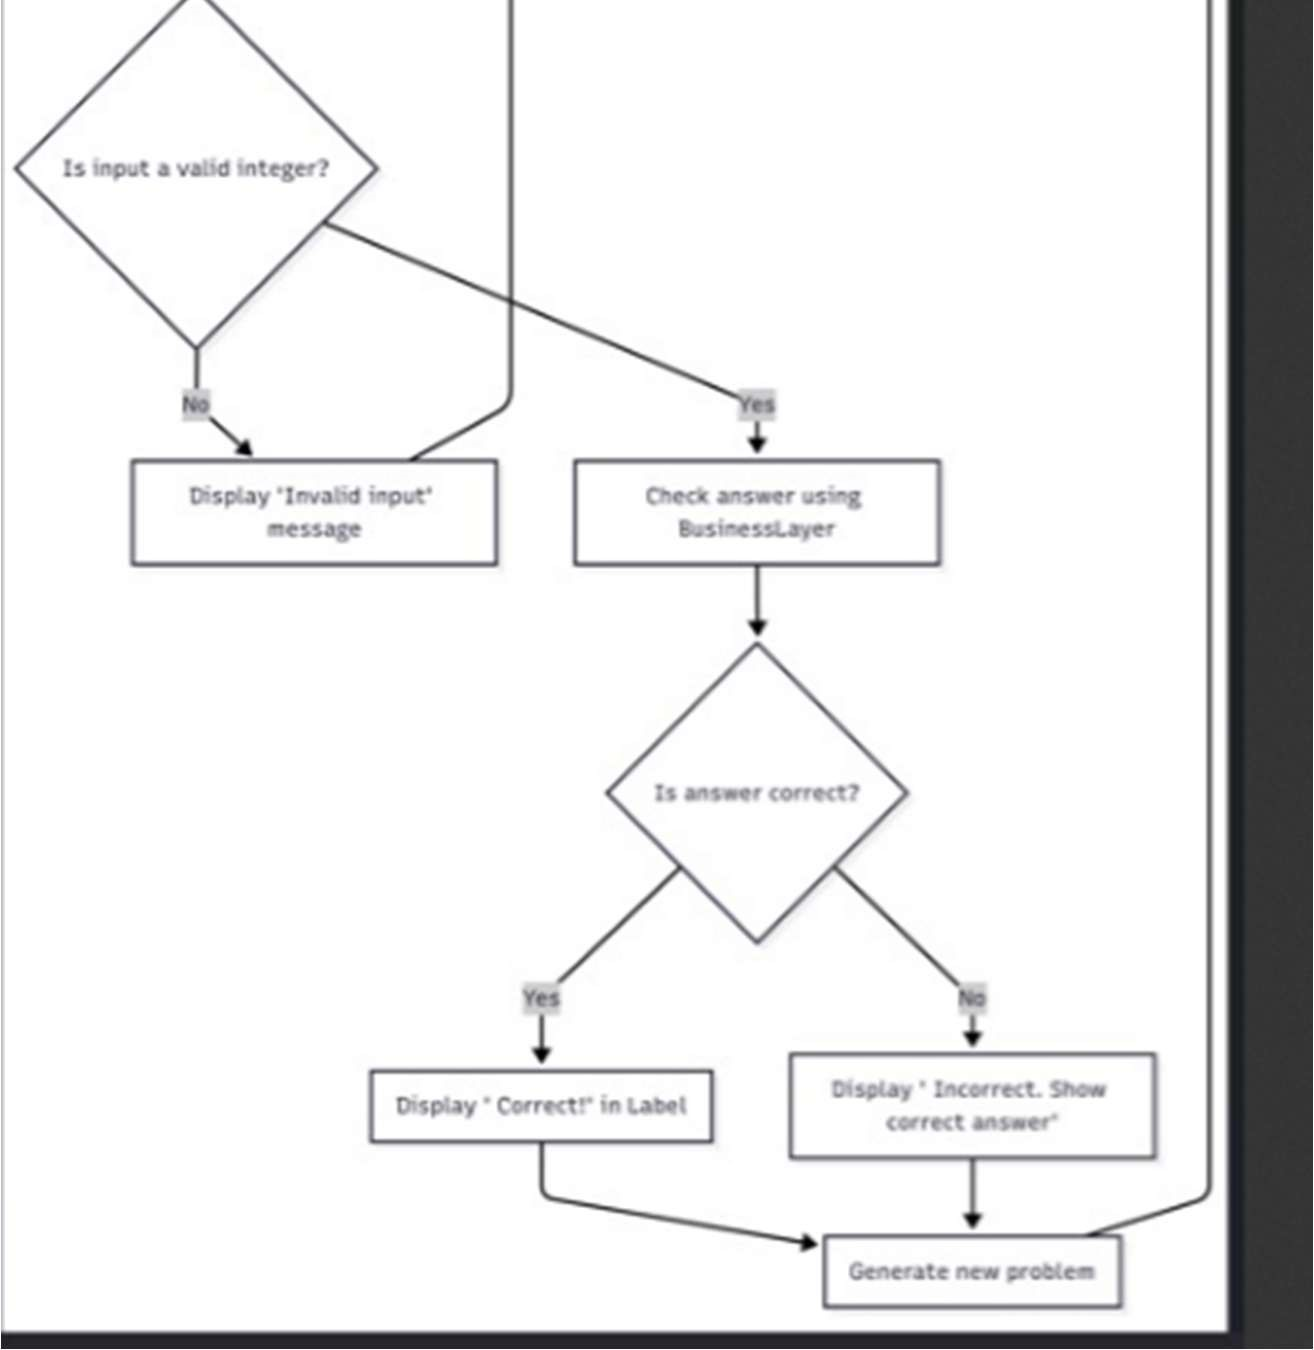 Is input a valid integer?
No
Yes
Display "Invalid input"
message
Check answer using
BusinessLayer
Is answer correct?
Yes
No
Display " Correct!" in Label
Display " Incorrect. Show
correct answer"
Generate new problem